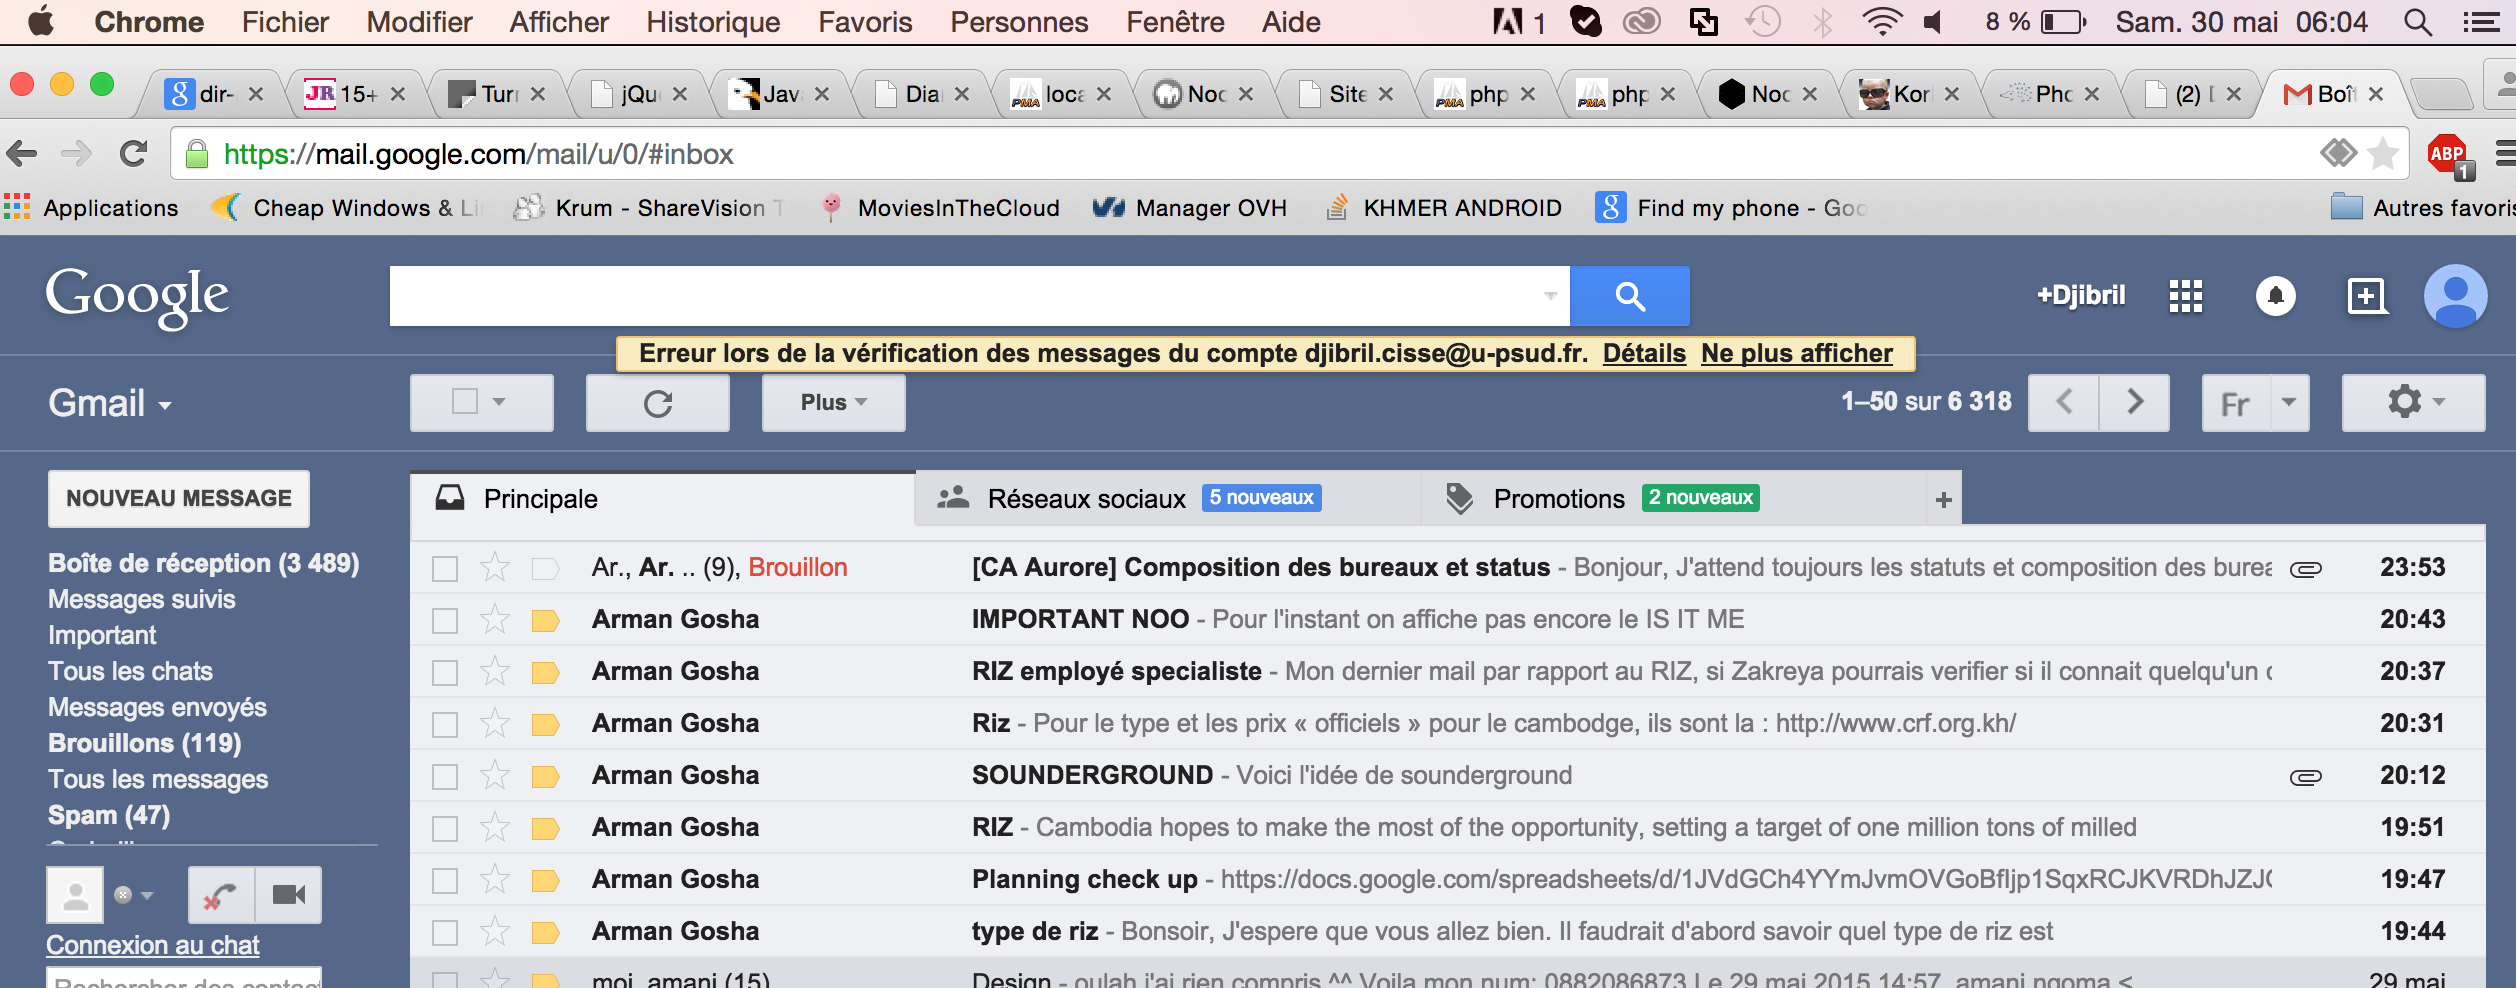 Chrome Fichier Modifier Afficher Historique Favoris Personnes Fenêtre Aide 1 8 % Sam. 30 mai 06:04
dir- JR 15+ Turr jQu Java Dia PMA loca Noo Site PMA php PMA php Noo Kor Pho (2) Boît
https://mail.google.com/mail/u/0/#inbox ABP 1
Applications Cheap Windows & Li Krum - ShareVision T MoviesInTheCloud Manager OVH KHMER ANDROID Find my phone - Goo Autres favoris
Google +Djibril
Erreur lors de la vérification des messages du compte djibril.cisse@u-psud.fr. Détails Ne plus afficher
Gmail Plus 1–50 sur 6 318 Fr
NOUVEAU MESSAGE Principale Réseaux sociaux 5 nouveaux Promotions 2 nouveaux +
Boîte de réception (3 489)
Messages suivis
Important
Tous les chats
Messages envoyés
Brouillons (119)
Tous les messages
Spam (47)
Connexion au chat
Rechercher des contact
Ar., Ar. .. (9), Brouillon [CA Aurore] Composition des bureaux et status - Bonjour, J'attend toujours les statuts et composition des burea 23:53
Arman Gosha IMPORTANT NOO - Pour l'instant on affiche pas encore le IS IT ME 20:43
Arman Gosha RIZ employé specialiste - Mon dernier mail par rapport au RIZ, si Zakreya pourrais verifier si il connait quelqu'un 20:37
Arman Gosha Riz - Pour le type et les prix « officiels » pour le cambodge, ils sont la : http://www.crf.org.kh/ 20:31
Arman Gosha SOUNDERGROUND - Voici l'idée de sounderground 20:12
Arman Gosha RIZ - Cambodia hopes to make the most of the opportunity, setting a target of one million tons of milled 19:51
Arman Gosha Planning check up - https://docs.google.com/spreadsheets/d/1JVdGCh4YYmJvmOVGoBfljp1SqxRCJKVRDhJZJ 19:47
Arman Gosha type de riz - Bonsoir, J'espere que vous allez bien. Il faudrait d'abord savoir quel type de riz est 19:44
moi, amani (15) Design - oulah j'ai rien compris ^^ Voila mon num: 0882086873 Le 29 mai 2015 14:57, amani ngoma < 29 mai